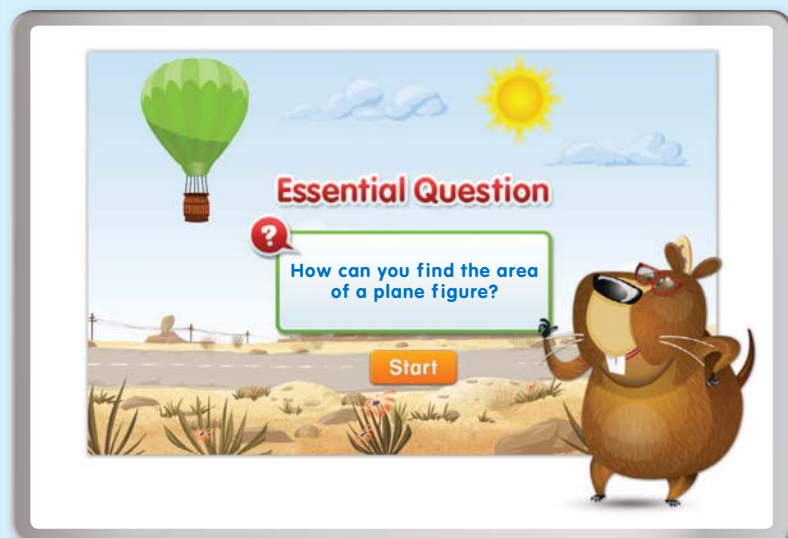 Essential Question
?
How can you find the area
of a plane figure?
Start